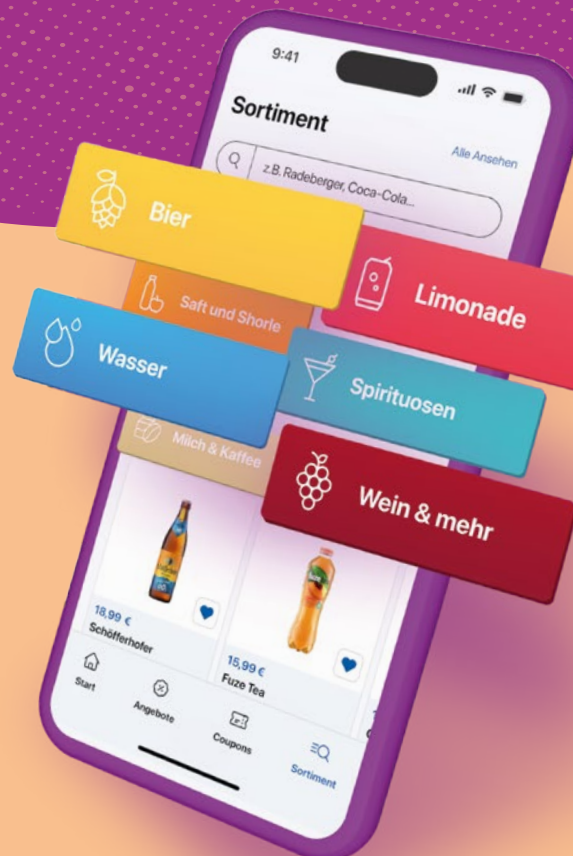 9:41
Sortiment
Alle Ansehen
z.B. Radeberger, Coca-Cola...
Bier
Limonade
Saft und Shorle
Wasser
Spirituosen
Milch & Kaffee
Wein & mehr
18,99 €
Schöfferhofer
15,99 €
Fuze Tea
Start
Angebote
Coupons
Sortiment